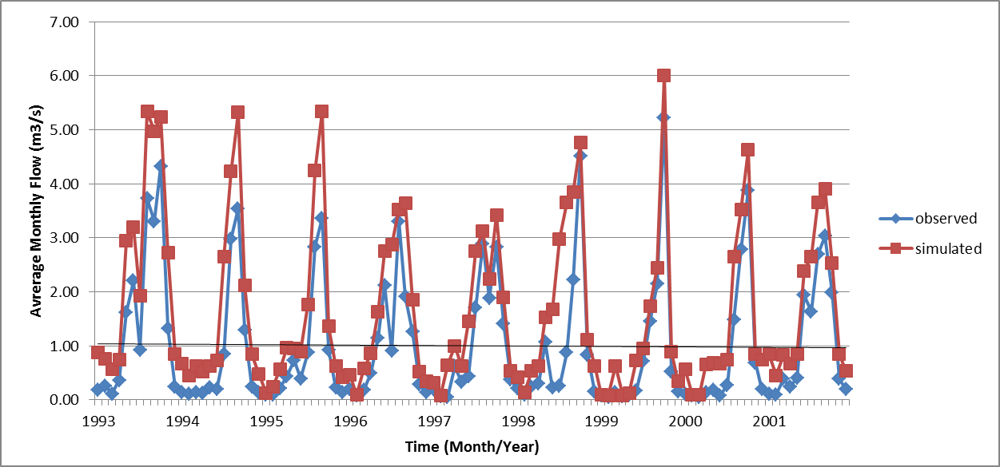 7.00
6.00
5.00
4.00
3.00
2.00
1.00
0.00
Avrerage Monthly Flow (m3/s)
1993 1994 1995 1996 1997 1998 1999 2000 2001
Time (Month/Year)
observed
simulated